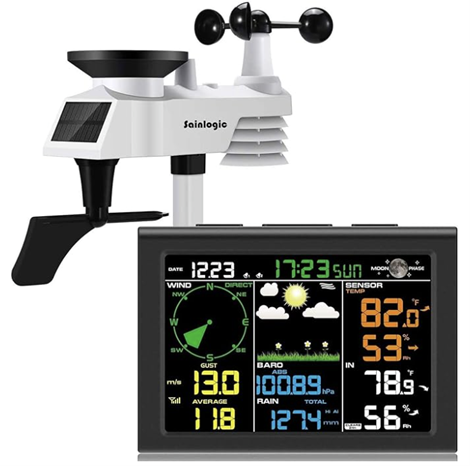 Sainlogic
DATE 12.23 17:23 SUN MOON PHASE
WIND DIRECT SENSOR
TEMP
N
NW NE
W E
SW SE
S
82.0 °F
53 %
Rh
GUST BARO IN
ABS
m/s 13.0 1008.9 hPa 78.9 °F
AVERAGE RAIN TOTAL
11.8 127.4 mm 56 %
Rh